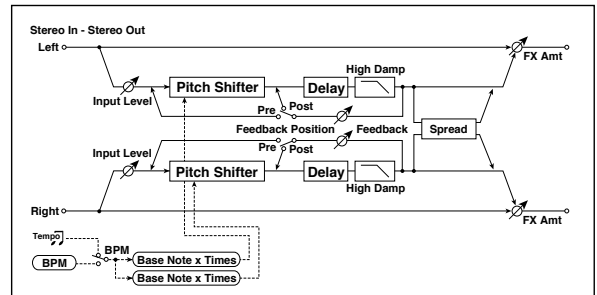 Stereo In - Stereo Out
Left
FX Amt
High Damp
Input Level
Pitch Shifter
Delay
Pre
Post
Feedback Position
Feedback
Spread
Pre
Post
Input Level
Pitch Shifter
Delay
High Damp
Right
FX Amt
Tempo
BPM
BPM
Base Note x Times
Base Note x Times